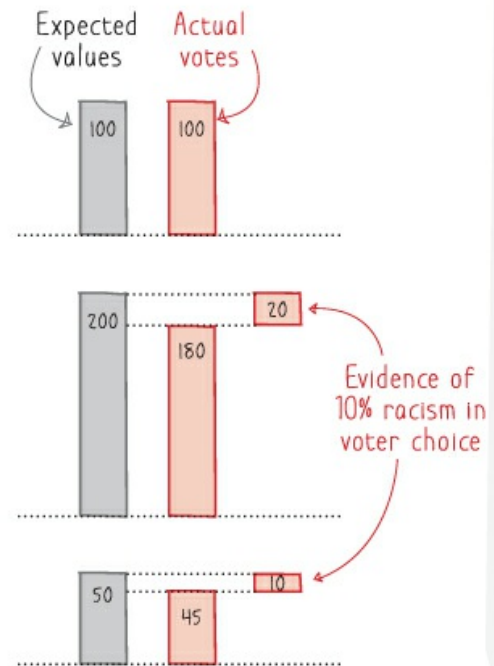 Expected
values
Actual
votes
100
100
200
180
20
Evidence of
10% racism in
voter choice
50
45
10